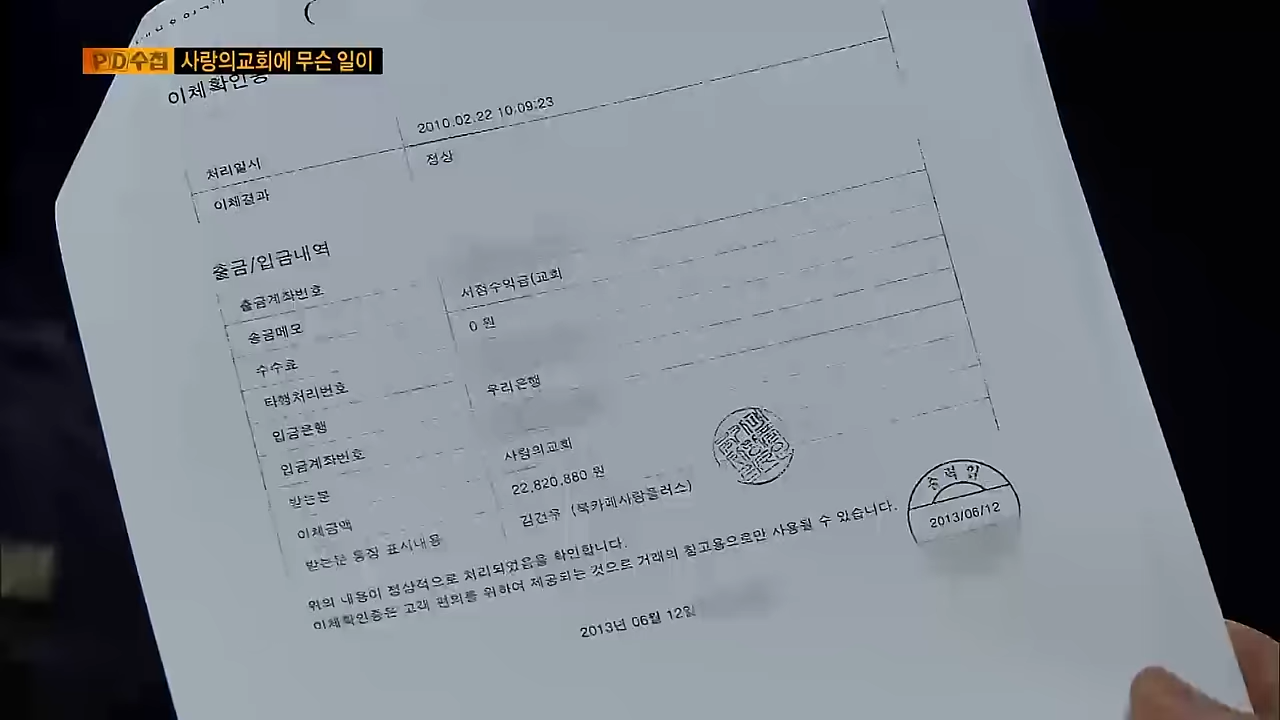 PD수첩 사랑의교회에 무슨 일이
이체확인증
처리일시 2010.02.22 10:09:23
이체결과 정상
출금/입금내역
출금계좌번호
송금메모 서점수익금(교회
수수료 0 원
타행처리번호
입금은행 우리은행
입금계좌번호
받는분 사랑의교회
이체금액 22,820,880 원
받는분 통장 표시내용 김건우 (북카페사랑플러스)
위의 내용이 정상적으로 처리되었음을 확인합니다.
이체확인증은 고객 편의를 위하여 제공되는 것으로 거래의 참고용으로만 사용될 수 있습니다.
출력일
2013/06/12
2013년 06월 12일